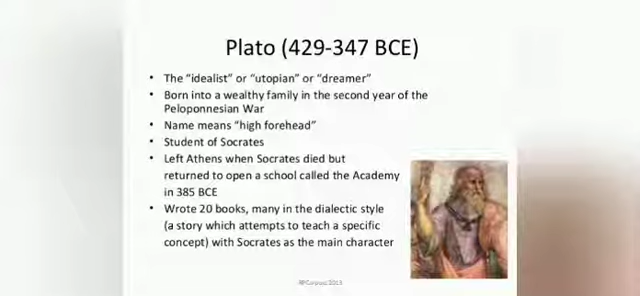 Plato (429-347 BCE)
• The "idealist" or "utopian" or "dreamer"
• Born into a wealthy family in the second year of the
Peloponnesian War
• Name means "high forehead"
• Student of Socrates
• Left Athens when Socrates died but
returned to open a school called the Academy
in 385 BCE
• Wrote 20 books, many in the dialectic style
(a story which attempts to teach a specific
concept) with Socrates as the main character